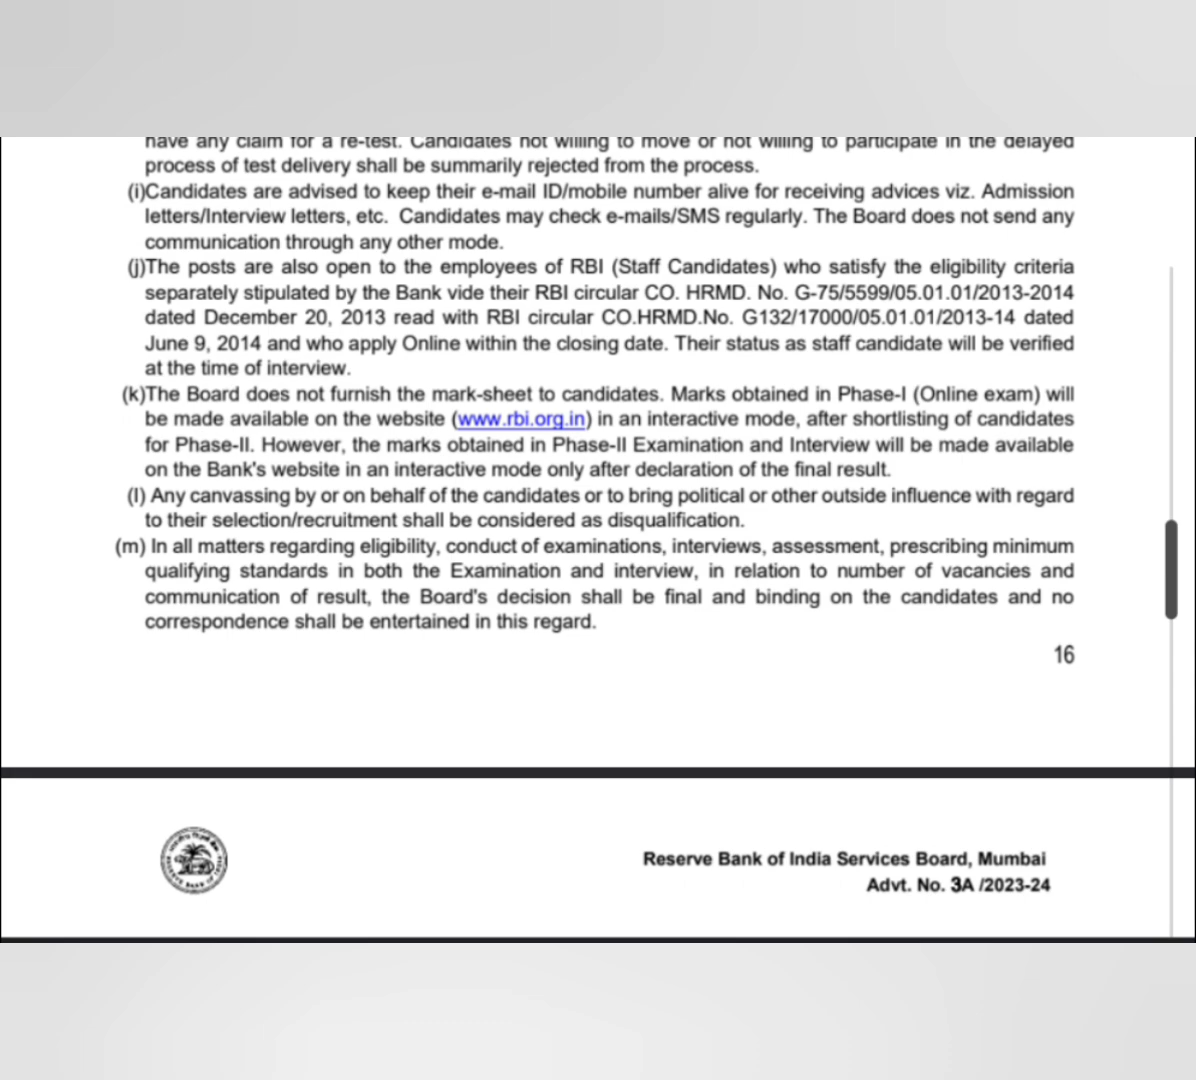 have any claim for a re-test. Candidates not willing to move or not willing to participate in the delayed
process of test delivery shall be summarily rejected from the process.
(i)Candidates are advised to keep their e-mail ID/mobile number alive for receiving advices viz. Admission
letters/Interview letters, etc. Candidates may check e-mails/SMS regularly. The Board does not send any
communication through any other mode.
(j)The posts are also open to the employees of RBI (Staff Candidates) who satisfy the eligibility criteria
separately stipulated by the Bank vide their RBI circular CO. HRMD. No. G-75/5599/05.01.01/2013-2014
dated December 20, 2013 read with RBI circular CO.HRMD.No. G132/17000/05.01.01/2013-14 dated
June 9, 2014 and who apply Online within the closing date. Their status as staff candidate will be verified
at the time of interview.
(k)The Board does not furnish the mark-sheet to candidates. Marks obtained in Phase-I (Online exam) will
be made available on the website (www.rbi.org.in) in an interactive mode, after shortlisting of candidates
for Phase-II. However, the marks obtained in Phase-II Examination and Interview will be made available
on the Bank's website in an interactive mode only after declaration of the final result.
(l) Any canvassing by or on behalf of the candidates or to bring political or other outside influence with regard
to their selection/recruitment shall be considered as disqualification.
(m) In all matters regarding eligibility, conduct of examinations, interviews, assessment, prescribing minimum
qualifying standards in both the Examination and interview, in relation to number of vacancies and
communication of result, the Board's decision shall be final and binding on the candidates and no
correspondence shall be entertained in this regard.
16
Reserve Bank of India Services Board, Mumbai
Advt. No. 3A /2023-24